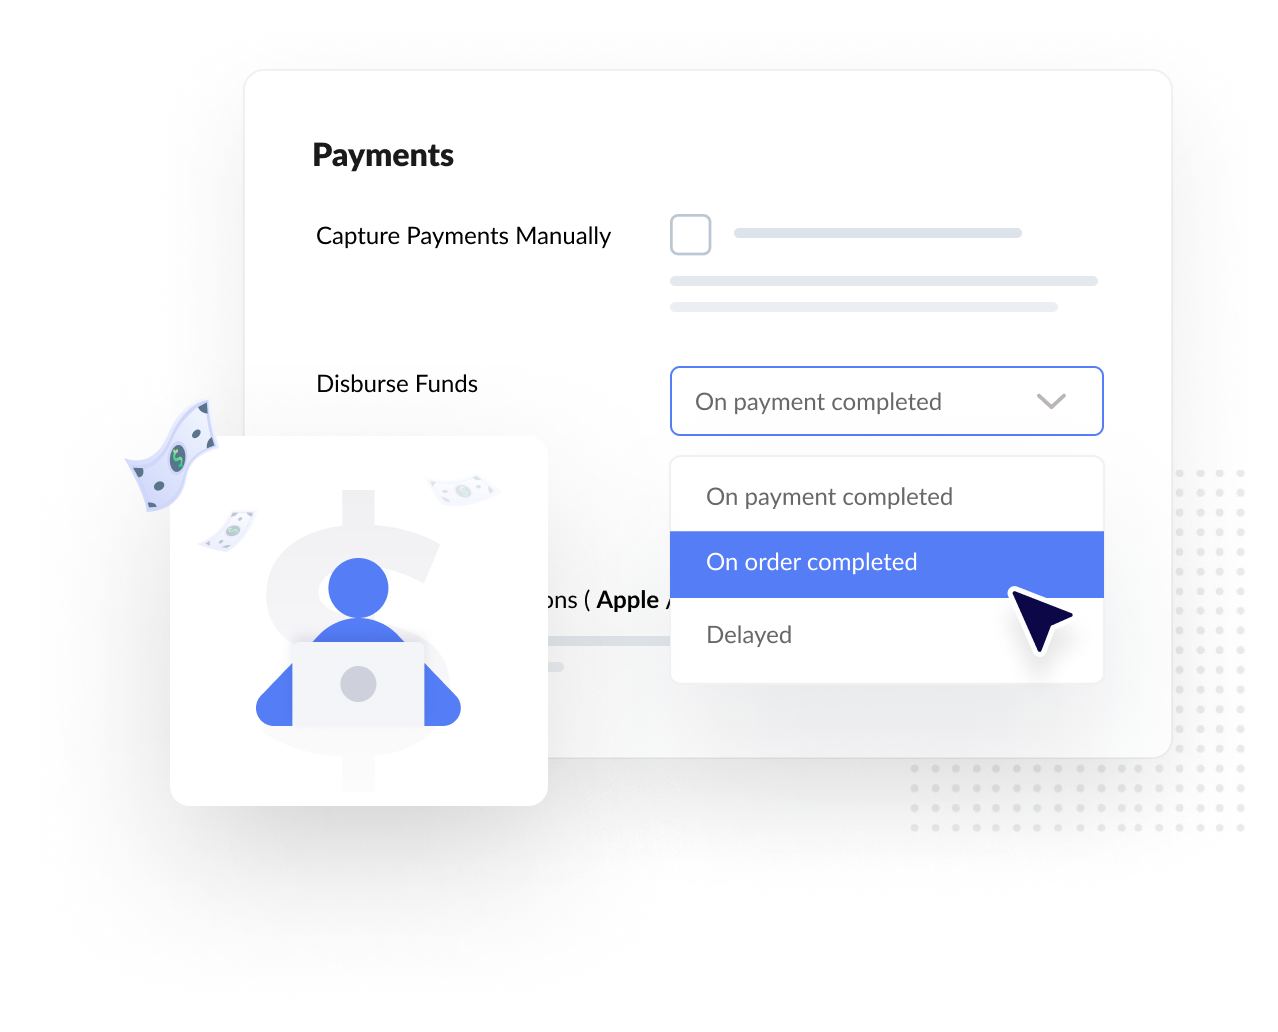 Payments
Capture Payments Manually
Disburse Funds
On payment completed
On payment completed
On order completed
( Apple
Delayed